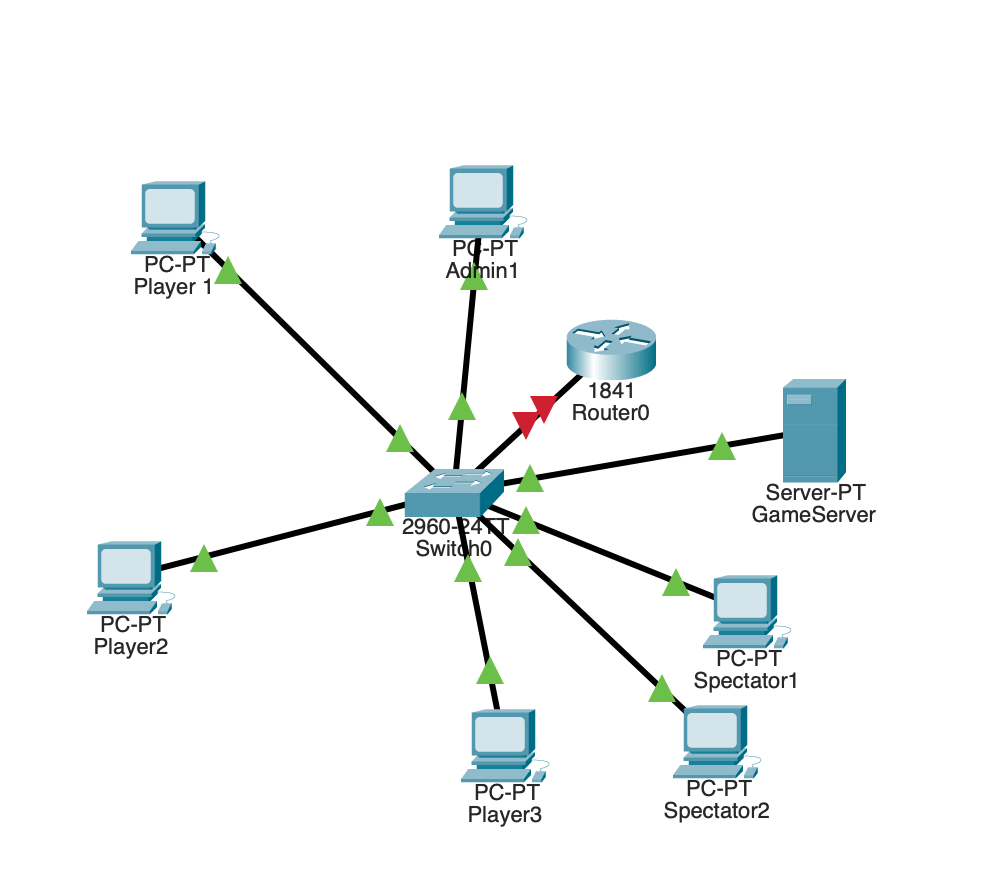 PC-PT
Player 1
PC-PT
Admin1
1841
Router0
Server-PT
GameServer
2960-24TT
Switch0
PC-PT
Player2
PC-PT
Spectator1
PC-PT
Player3
PC-PT
Spectator2